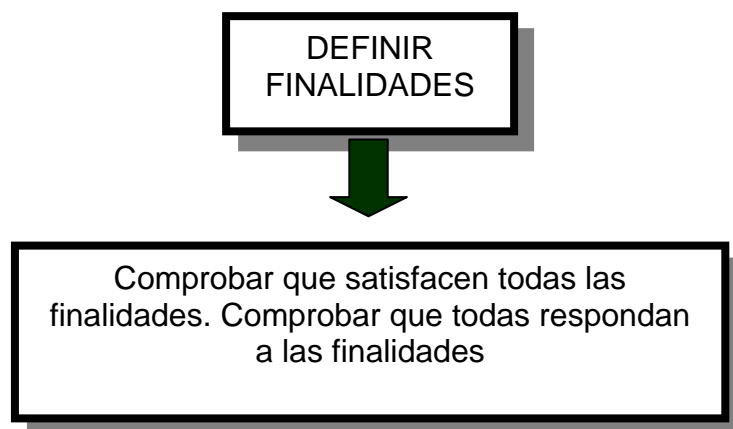 DEFINIR
FINALIDADES
Comprobar que satisfacen todas las
finalidades. Comprobar que todas respondan
a las finalidades